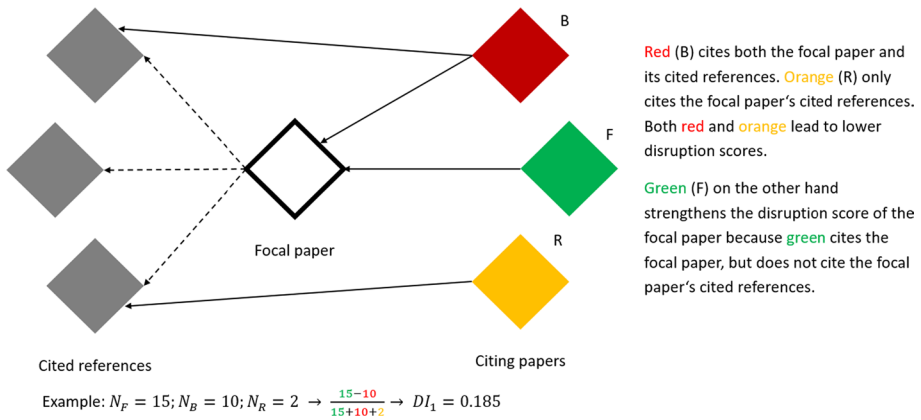 B
Red (B) cites both the focal paper and
its cited references. Orange (R) only
cites the focal paper‘s cited references.
Both red and orange lead to lower
disruption scores.
F
Green (F) on the other hand
strengthens the disruption score of the
focal paper because green cites the
focal paper, but does not cite the focal
paper‘s cited references.
Focal paper
R
Cited references
Citing papers
Example: N_F = 15; N_B = 10; N_R = 2 → \frac{15−10}{15+10+2} → DI_1 = 0.185